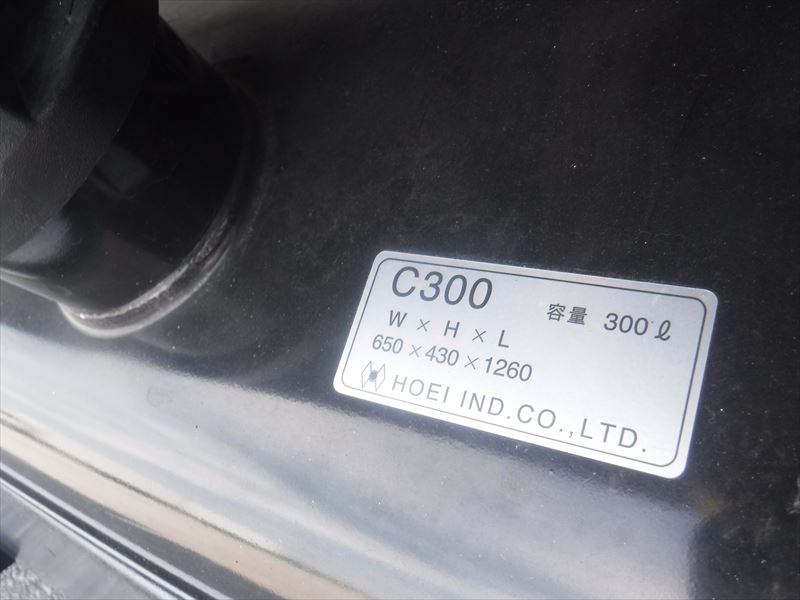 C300 容量 300ℓ
W × H × L
650 × 430 × 1260
HOEI IND.CO.,LTD.